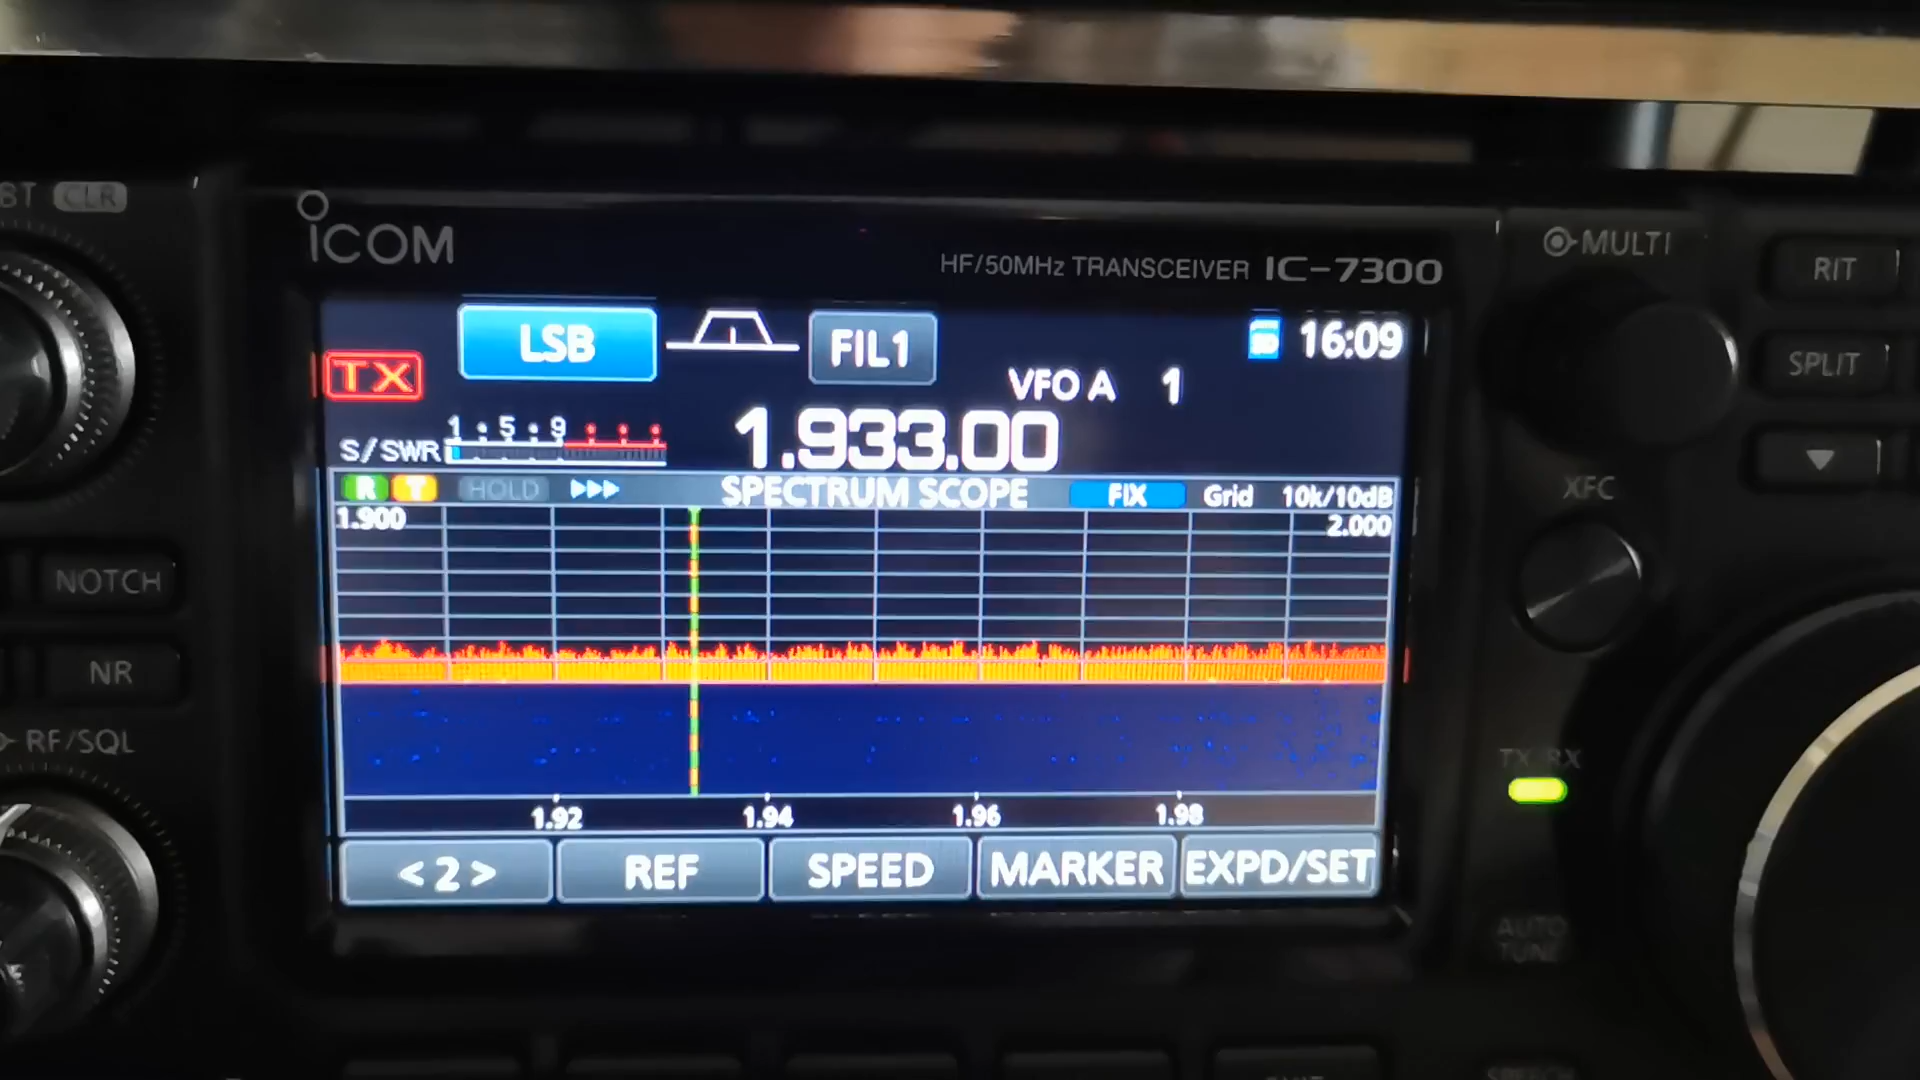 BT CLR
ICOM
HF/50MHz TRANSCEIVER IC-7300
MULTI
RIT
LSB
FIL1
16:09
TX
VFO A 1
SPLIT
1 5 9
S/SWR
1.933.00
R T HOLD SPECTRUM SCOPE FIX Grid 10k/10dB
1.900 2.000
XFC
NOTCH
NR
RF/SQL
TX RX
1.92 1.94 1.96 1.98
<2> REF SPEED MARKER EXPD/SET
AUTO
TUNE